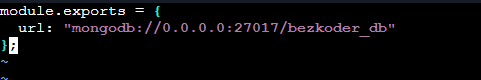 module.exports = {
  url: "mongodb://0.0.0.0:27017/bezkoder_db"
};
~
~